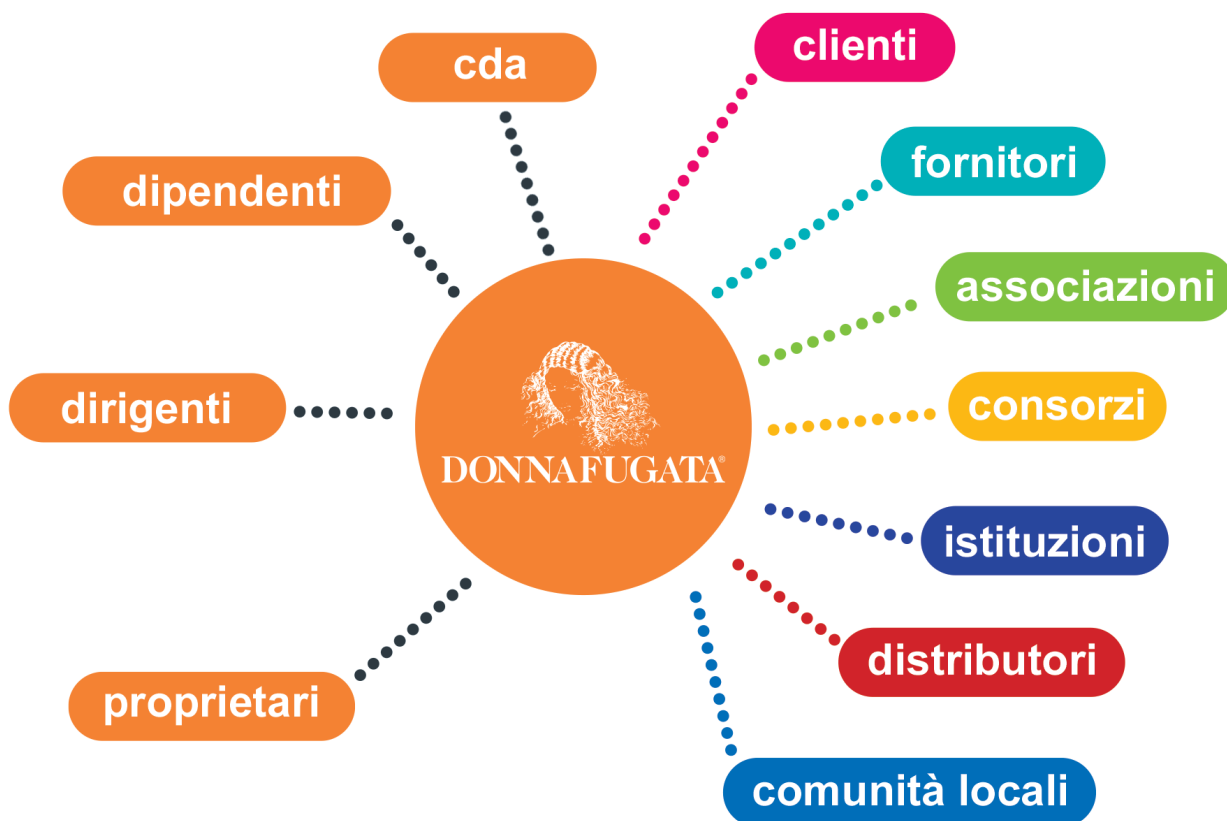 cda
clienti
dipendenti
fornitori
associazioni
dirigenti
consorzi
DONNAFUGATA®
istituzioni
distributori
proprietari
comunità locali